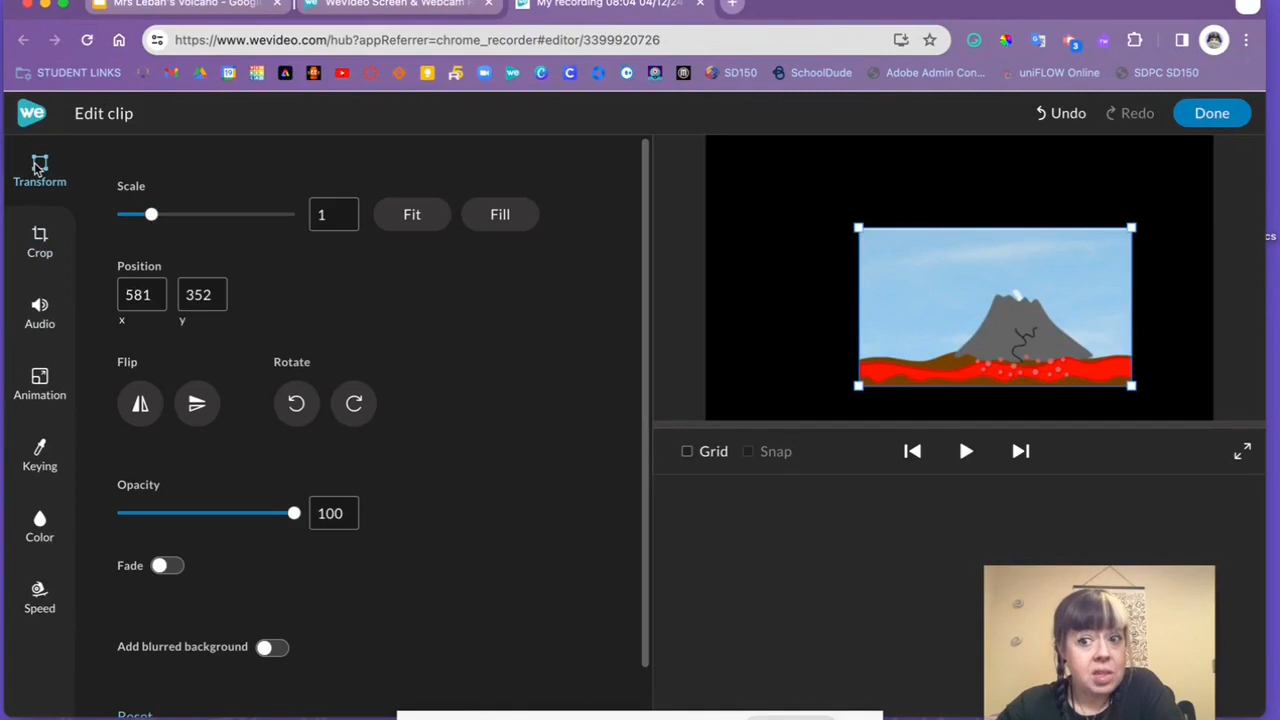 Mrs Leban's Volcano - Googl
WeVideo Screen & Webcam
My recording 08:04 04/12/24
https://www.wevideo.com/hub?appReferrer=chrome_recorder#editor/3399920726
3
STUDENT LINKS
SD150
SchoolDude
Adobe Admin Con...
uniFLOW Online
SDPC SD150
we
Edit clip
Undo
Redo
Done
Transform
Scale
1
Fit
Fill
Crop
Position
581
352
x
y
Audio
Flip
Rotate
Animation
Keying
Grid
Snap
Opacity
100
Color
Fade
Speed
Add blurred background
Reset